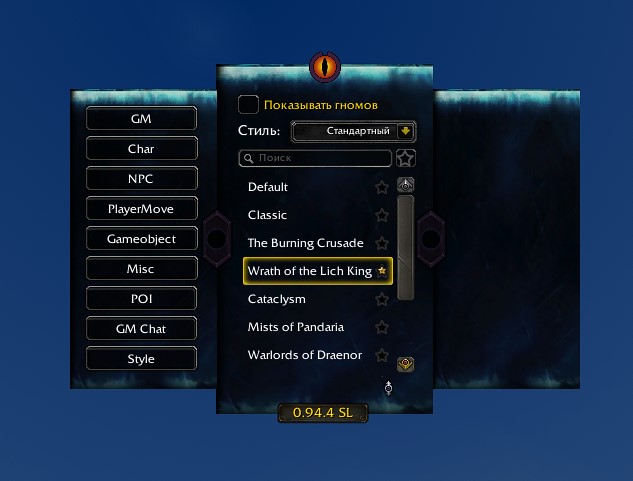 GM
Char
NPC
PlayerMove
Gameobject
Misc
POI
GM Chat
Style
Показывать гномов
Стиль:
Стандартный
Поиск
Default
Classic
The Burning Crusade
Wrath of the Lich King
Cataclysm
Mists of Pandaria
Warlords of Draenor
0.94.4 SL